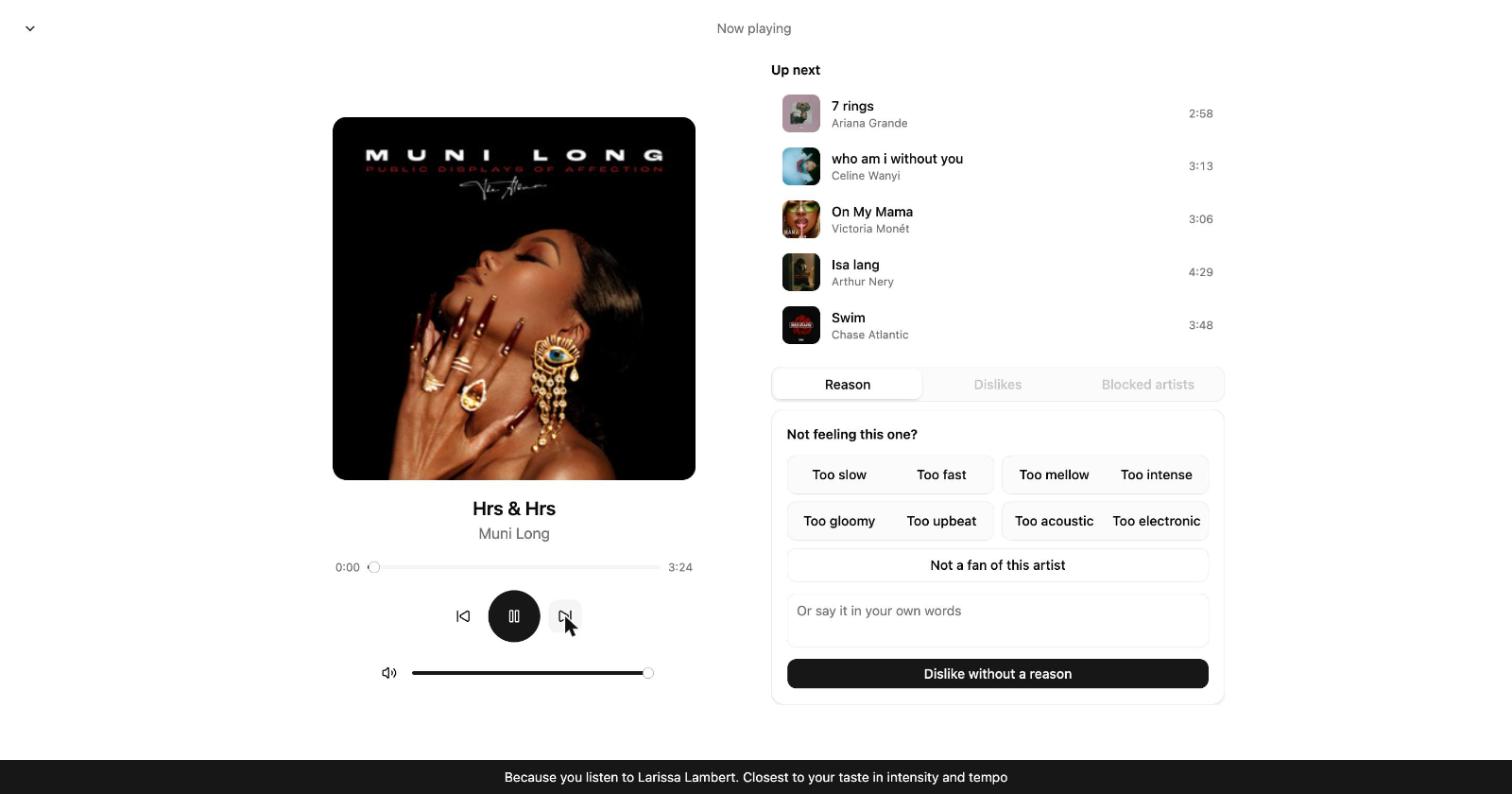 Now playing
MUNI LONG
PUBLIC DISPLAYS OF AFFECTION
The Album
Hrs & Hrs
Muni Long
0:00
3:24
Up next
7 rings
Ariana Grande
2:58
who am i without you
Celine Wanyi
3:13
On My Mama
Victoria Monét
3:06
Isa lang
Arthur Nery
4:29
Swim
Chase Atlantic
3:48
Reason Dislikes Blocked artists
Not feeling this one?
Too slow Too fast Too mellow Too intense
Too gloomy Too upbeat Too acoustic Too electronic
Not a fan of this artist
Or say it in your own words
Dislike without a reason
Because you listen to Larissa Lambert. Closest to your taste in intensity and tempo